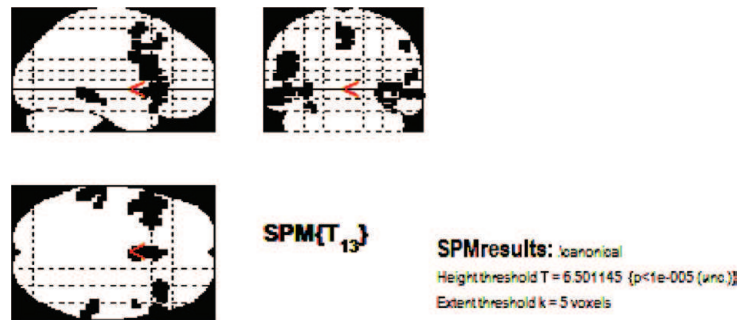 SPM{T13}
SPMresults: .\canonical
Height threshold T = 6.501145 {p<1e-005 (unc.)}
Extent threshold k = 5 voxels